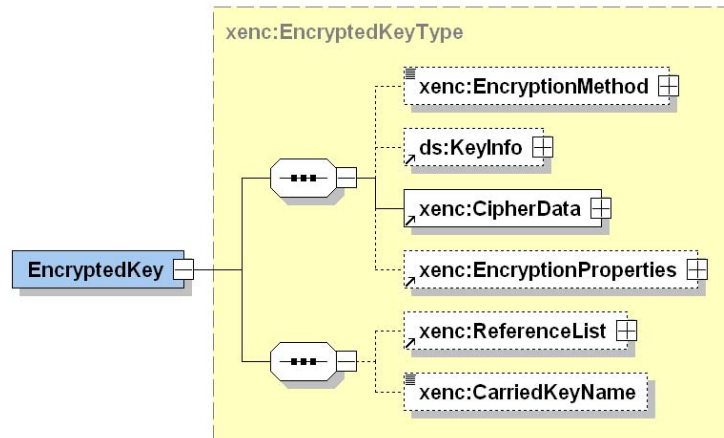 xenc:EncryptedKeyType
xenc:EncryptionMethod
ds:KeyInfo
xenc:CipherData
EncryptedKey
xenc:EncryptionProperties
xenc:ReferenceList
xenc:CarriedKeyName